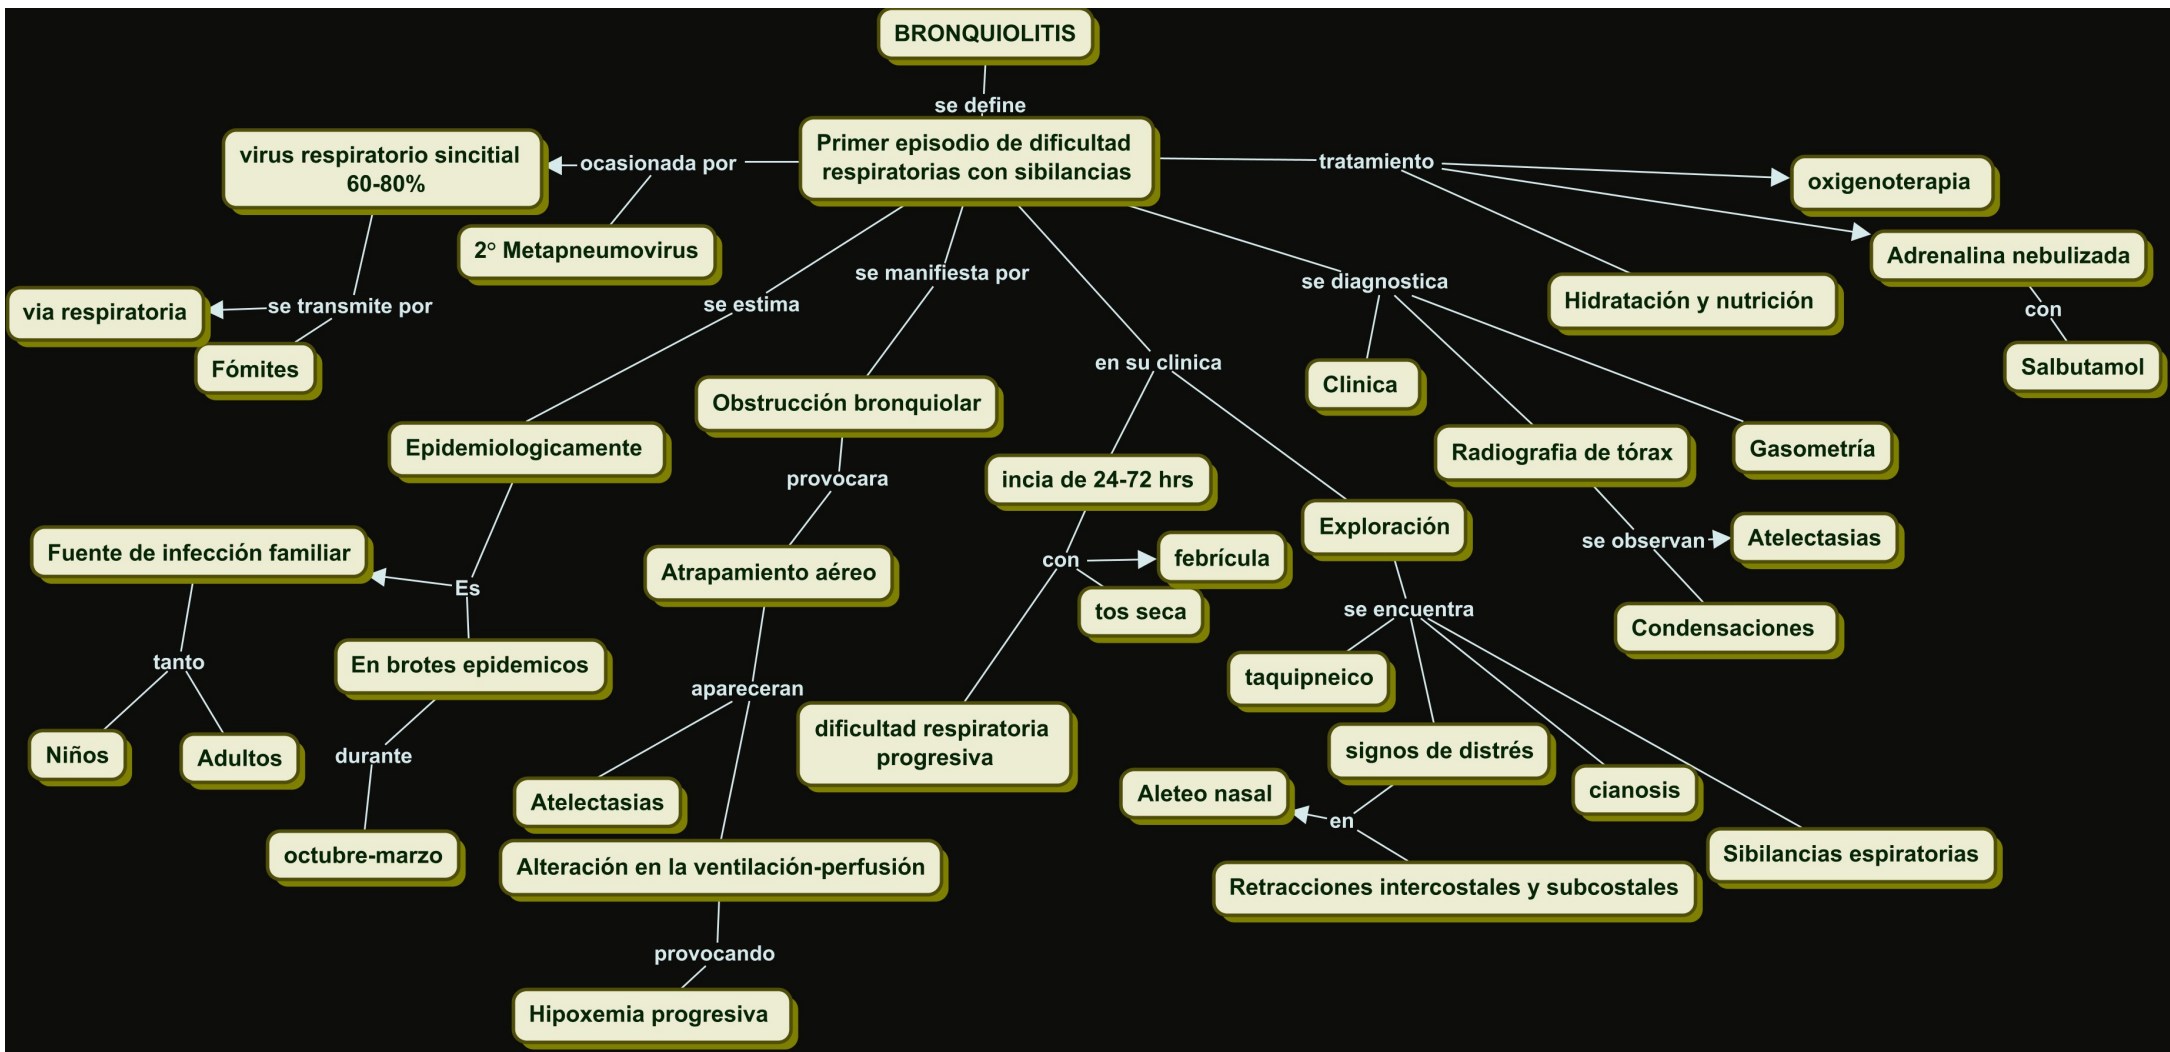 BRONQUIOLITIS
se define
Primer episodio de dificultad
respiratorias con sibilancias
ocasionada por
virus respiratorio sincitial
60-80%
2° Metapneumovirus
se transmite por
via respiratoria
Fómites
se estima
Epidemiologicamente
Es
Fuente de infección familiar
tanto
Niños
Adultos
En brotes epidemicos
durante
octubre-marzo
se manifiesta por
Obstrucción bronquiolar
provocara
Atrapamiento aéreo
apareceran
Atelectasias
Alteración en la ventilación-perfusión
provocando
Hipoxemia progresiva
en su clinica
incia de 24-72 hrs
con
febrícula
tos seca
dificultad respiratoria
progresiva
Exploración
se encuentra
taquipneico
signos de distrés
en
Aleteo nasal
Retracciones intercostales y subcostales
cianosis
Sibilancias espiratorias
se diagnostica
Clinica
Radiografia de tórax
se observan
Atelectasias
Condensaciones
Gasometría
tratamiento
oxigenoterapia
Adrenalina nebulizada
con
Salbutamol
Hidratación y nutrición